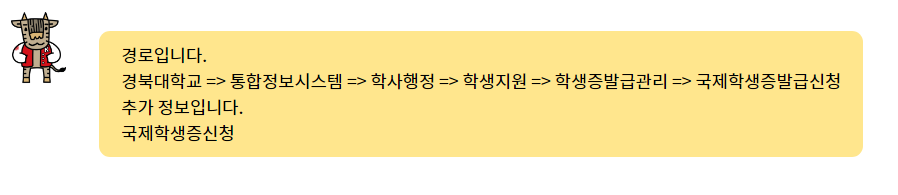 경로입니다.
경북대학교 => 통합정보시스템 => 학사행정 => 학생지원 => 학생증발급관리 => 국제학생증발급신청
추가 정보입니다.
국제학생증신청